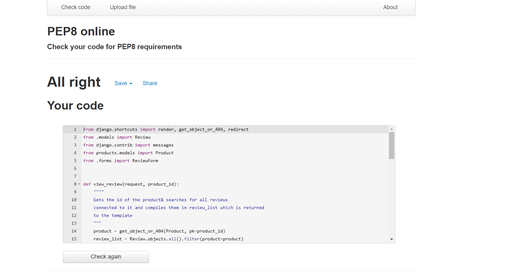 Check code Upload file About
PEP8 online
Check your code for PEP8 requirements
All right Save Share
Your code
1 from django.shortcuts import render, get_object_or_404, redirect
2 from .models import Review
3 from django.contrib import messages
4 from products.models import Product
5 from .forms import ReviewForm
6
7
8 def view_review(request, product_id):
9 """
10 Gets the id of the product& searches for all reviews
11 connected to it and compiles them in review_list which is returned
12 to the template
13 """
14 product = get_object_or_404(Product, pk=product_id)
15 review_list = Review.objects.all().filter(product=product)
Check again